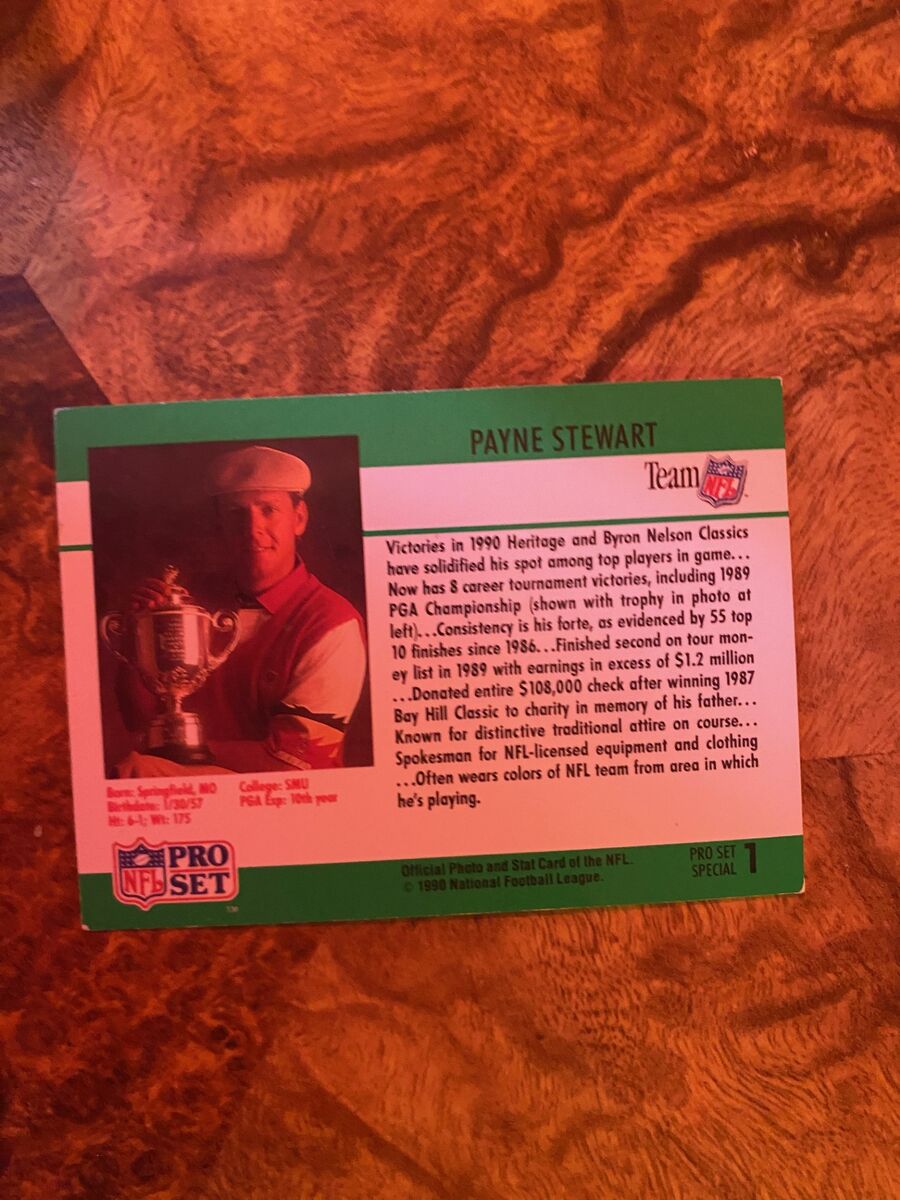 PAYNE STEWART
Team NFL
Victories in 1990 Heritage and Byron Nelson Classics
have solidified his spot among top players in game...
Now has 8 career tournament victories, including 1989
PGA Championship (shown with trophy in photo at
left)...Consistency is his forte, as evidenced by 55 top
10 finishes since 1986...Finished second on tour mon-
ey list in 1989 with earnings in excess of $1.2 million
...Donated entire $108,000 check after winning 1987
Bay Hill Classic to charity in memory of his father...
Known for distinctive traditional attire on course...
Spokesman for NFL-licensed equipment and clothing
...Often wears colors of NFL team from area in which
he's playing.
Born: Springfield, MO
Birthdate: 1/30/57
Ht: 6-1; Wt: 175
College: SMU
PGA Exp: 10th year
NFL PRO
SET
Official Photo and Stat Card of the NFL.
© 1990 National Football League.
PRO SET
SPECIAL 1